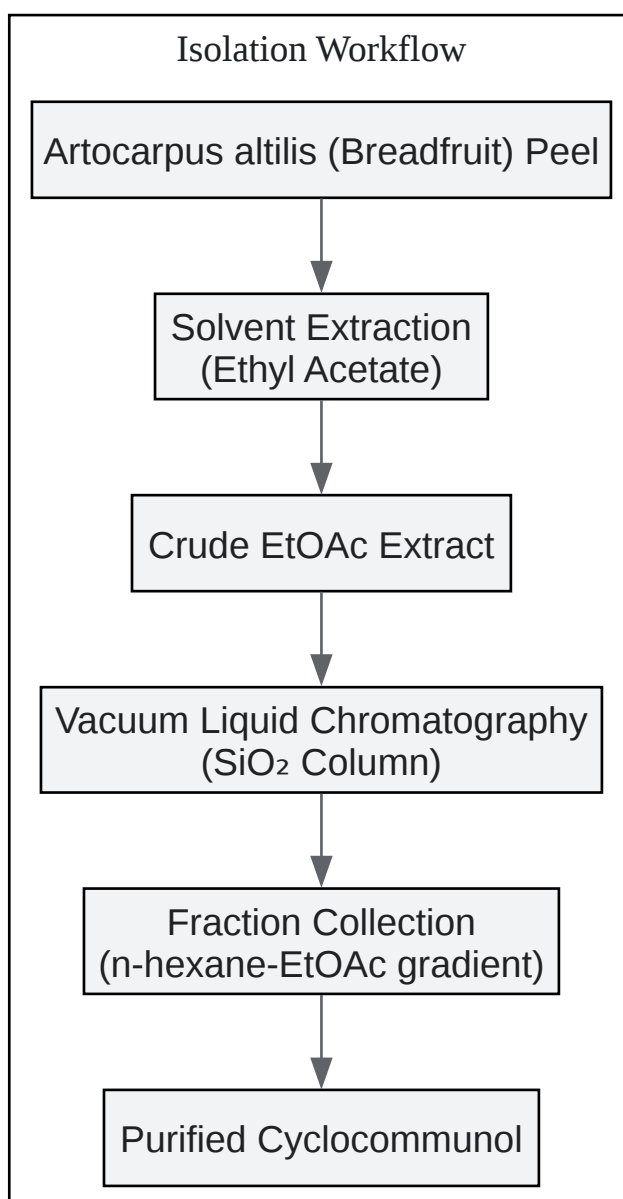 Isolation Workflow
Artocarpus altilis (Breadfruit) Peel
Solvent Extraction
(Ethyl Acetate)
Crude EtOAc Extract
Vacuum Liquid Chromatography
(SiO₂ Column)
Fraction Collection
(n-hexane-EtOAc gradient)
Purified Cyclocommunol